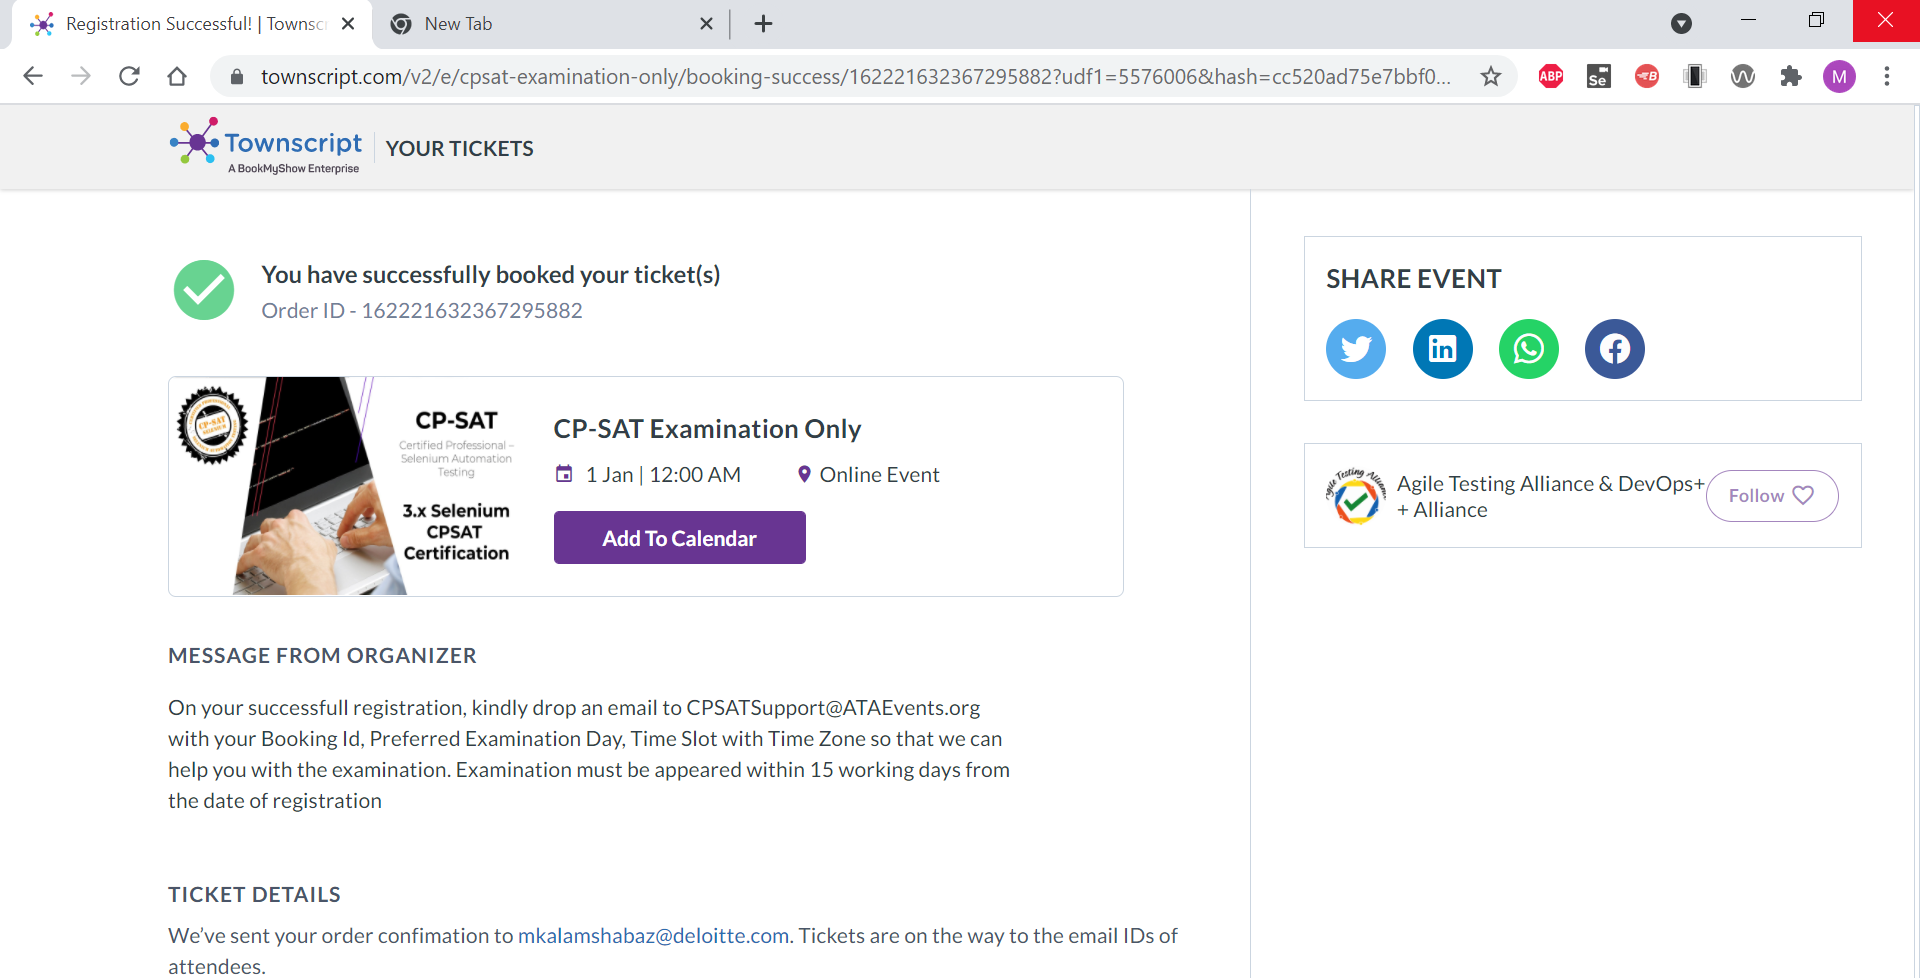 Registration Successful! | Townscr
New Tab
townscript.com/v2/e/cpsat-examination-only/booking-success/162221632367295882?udf1=5576006&hash=cc520ad75e7bbf0...
ABP
Se
B
M
Townscript
A BookMyShow Enterprise
YOUR TICKETS
You have successfully booked your ticket(s)
Order ID - 162221632367295882
CP-SAT
SELENIUM
CP-SAT
Certified Professional –
Selenium Automation
Testing
3.x Selenium
CPSAT
Certification
CP-SAT Examination Only
1 Jan | 12:00 AM
Online Event
Add To Calendar
MESSAGE FROM ORGANIZER
On your successfull registration, kindly drop an email to CPSATSupport@ATAEvents.org
with your Booking Id, Preferred Examination Day, Time Slot with Time Zone so that we can
help you with the examination. Examination must be appeared within 15 working days from
the date of registration
TICKET DETAILS
We’ve sent your order confimation to mkalamshabaz@deloitte.com. Tickets are on the way to the email IDs of
attendees.
SHARE EVENT
in
Agile Testing Alliance
Agile Testing Alliance & DevOps+
+ Alliance
Follow